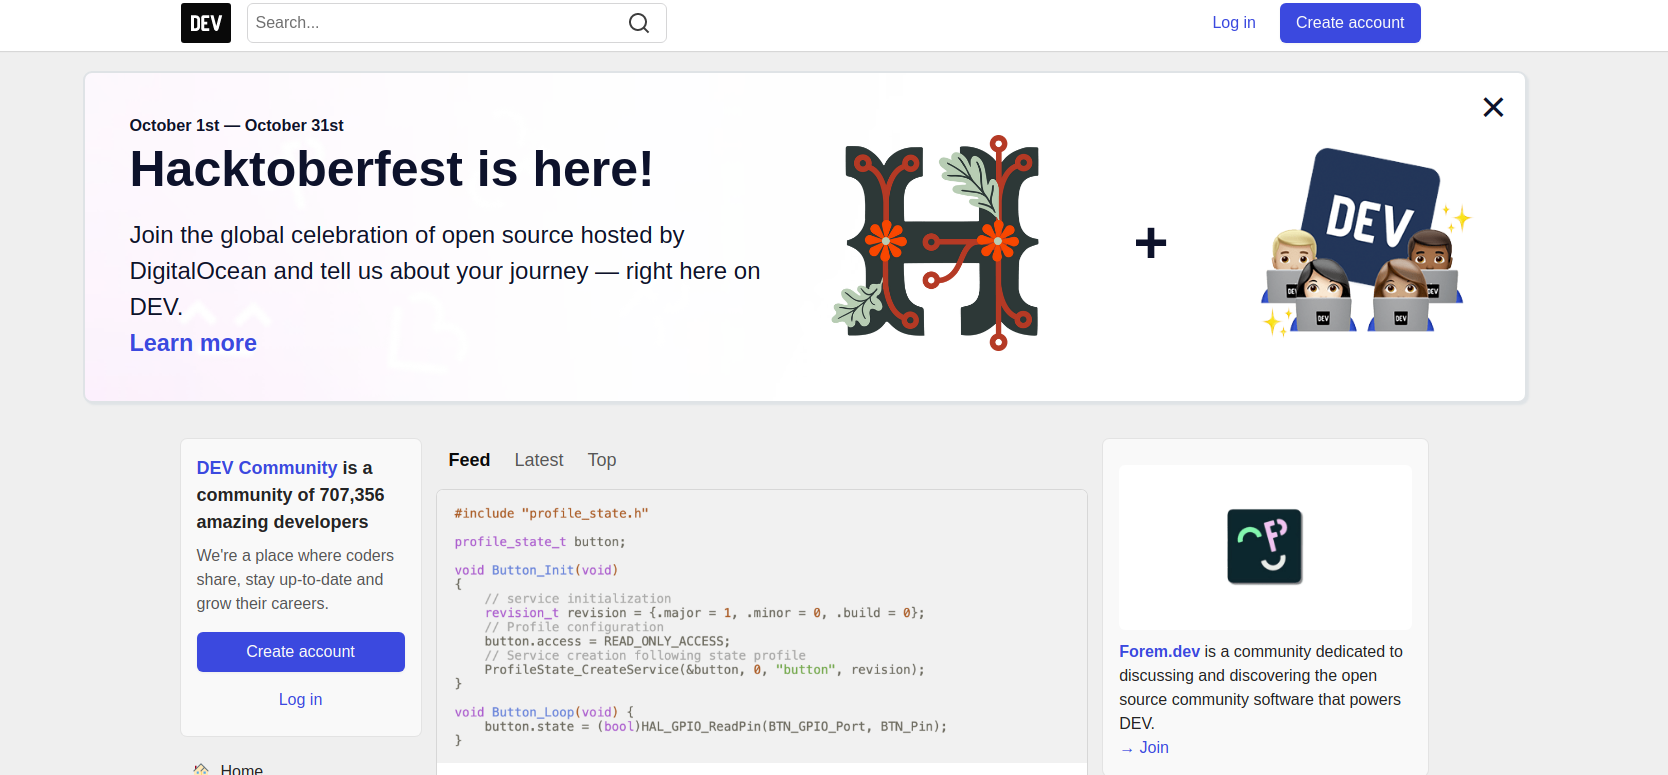 DEV
Search...
Log in
Create account
October 1st — October 31st
Hacktoberfest is here!
Join the global celebration of open source hosted by
DigitalOcean and tell us about your journey — right here on
DEV.
Learn more
+
DEV
DEV
DEV
DEV
DEV
DEV Community is a
community of 707,356
amazing developers
We're a place where coders
share, stay up-to-date and
grow their careers.
Create account
Log in
Home
Feed
Latest
Top
#include "profile_state.h"
profile_state_t button;
void Button_Init(void)
{
    // service initialization
    revision_t revision = {.major = 1, .minor = 0, .build = 0};
    // Profile configuration
    button.access = READ_ONLY_ACCESS;
    // Service creation following state profile
    ProfileState_CreateService(&button, 0, "button", revision);
}
void Button_Loop(void) {
    button.state = (bool)HAL_GPIO_ReadPin(BTN_GPIO_Port, BTN_Pin);
}
Forem.dev is a community dedicated to
discussing and discovering the open
source community software that powers
DEV.
→ Join